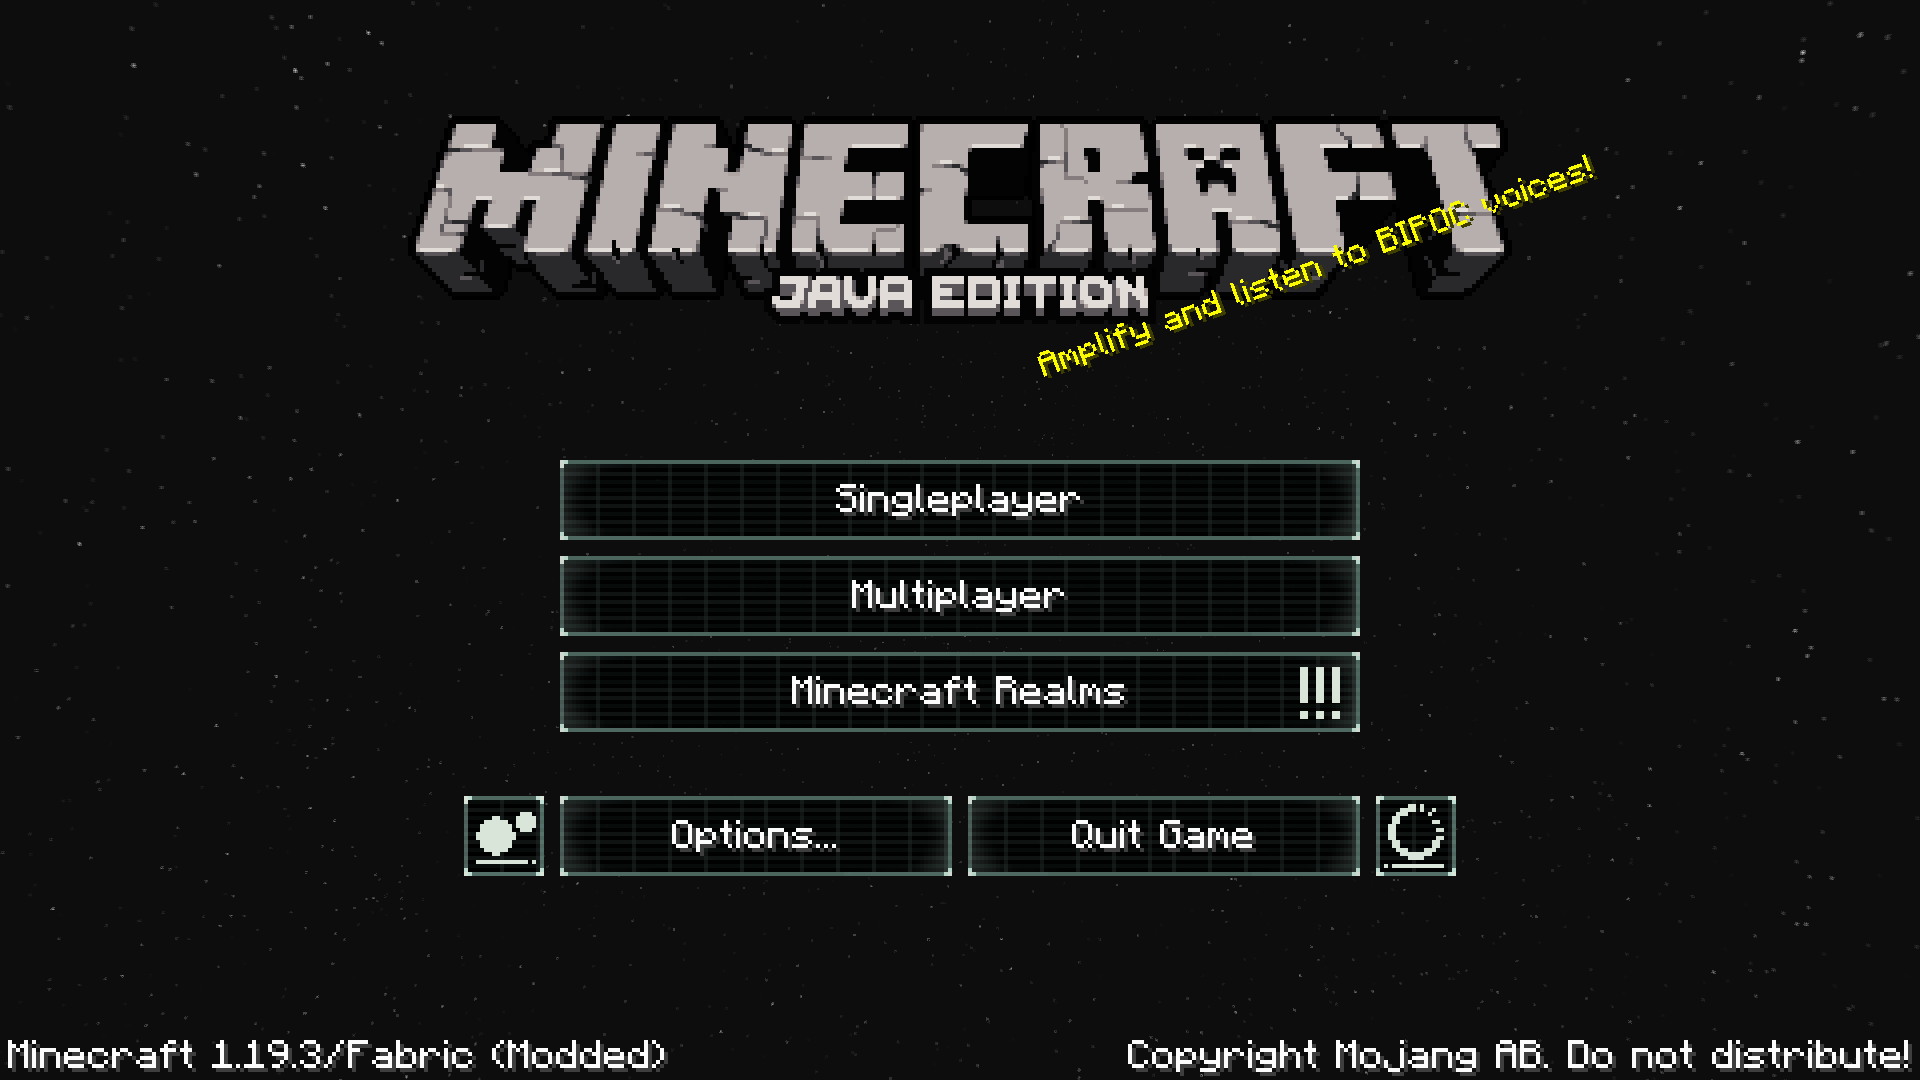 MINECRAFT
JAVA EDITION
Amplify and listen to BIFOC voices!
Singleplayer
Multiplayer
Minecraft Realms !!!
Options...
Quit Game
Minecraft 1.19.3/Fabric (Modded)
Copyright Mojang AB. Do not distribute!